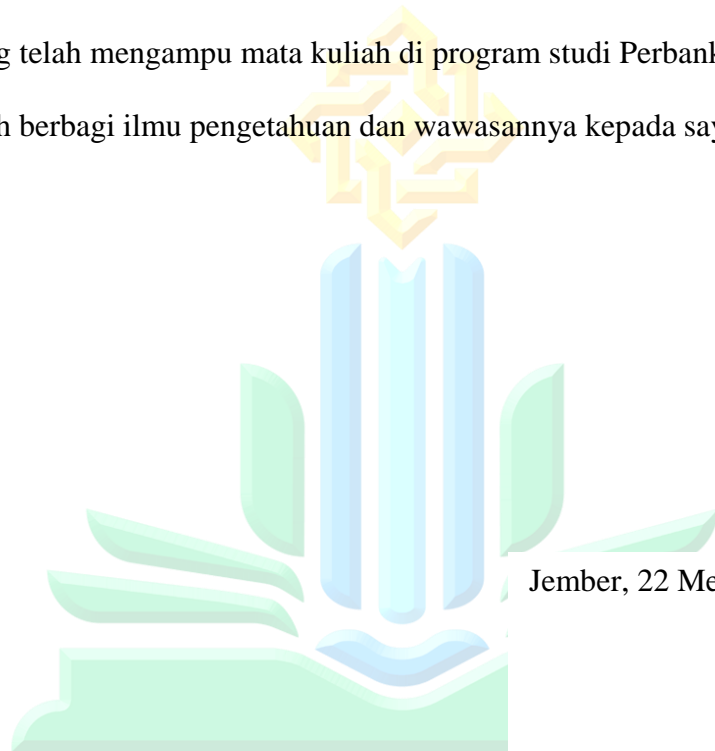 g telah mengampu mata kuliah di program studi Perbank
h berbagi ilmu pengetahuan dan wawasannya kepada say
Jember, 22 Me